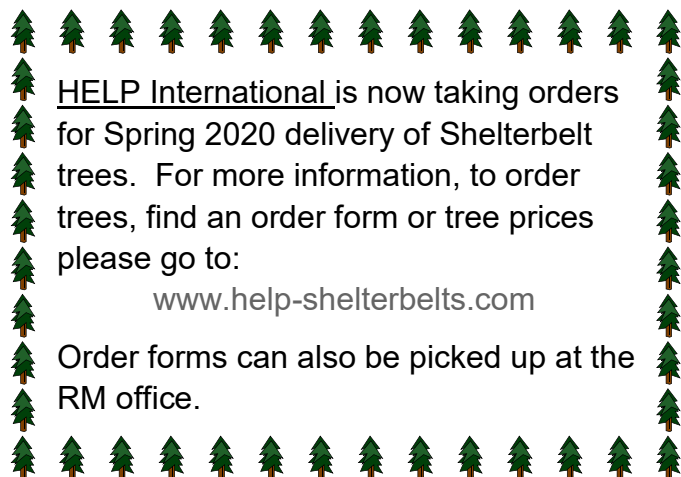 HELP International is now taking orders
for Spring 2020 delivery of Shelterbelt
trees.  For more information, to order
trees, find an order form or tree prices
please go to:
www.help-shelterbelts.com
Order forms can also be picked up at the
RM office.